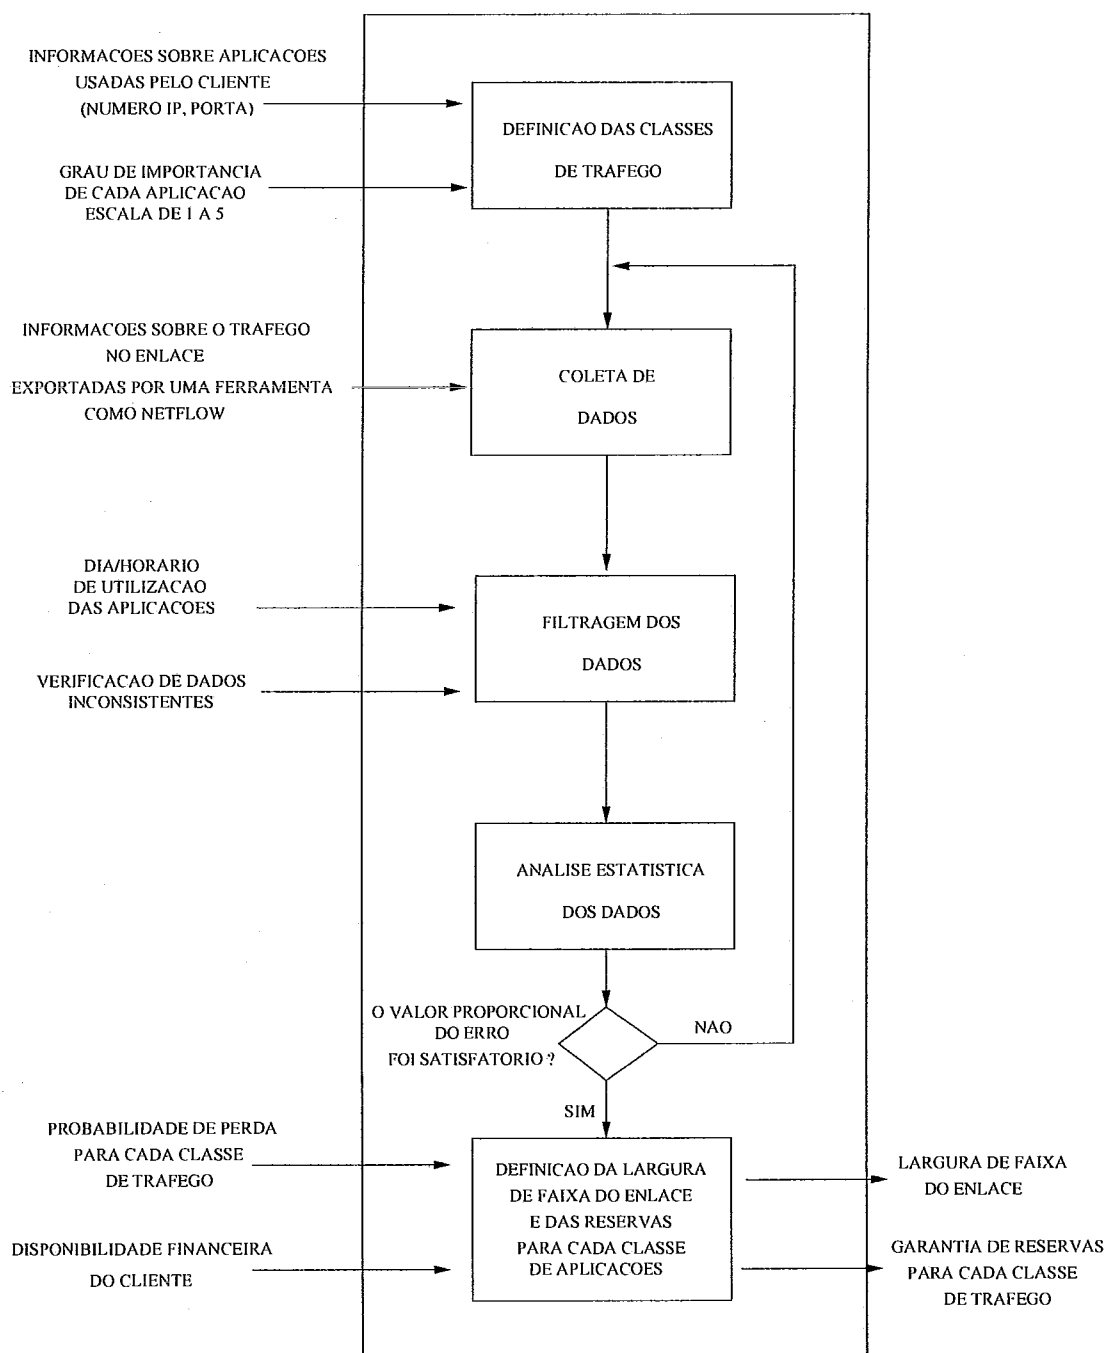 INFORMACOES SOBRE APLICACOES
USADAS PELO CLIENTE
(NUMERO IP, PORTA)
DEFINICAO DAS CLASSES
DE TRAFEGO
GRAU DE IMPORTANCIA
DE CADA APLICACAO
ESCALA DE 1 A 5
INFORMACOES SOBRE O TRAFEGO
NO ENLACE
EXPORTADAS POR UMA FERRAMENTA
COMO NETFLOW
COLETA DE
DADOS
DIA/HORARIO
DE UTILIZACAO
DAS APLICACOES
FILTRAGEM DOS
DADOS
VERIFICACAO DE DADOS
INCONSISTENTES
ANALISE ESTATISTICA
DOS DADOS
O VALOR PROPORCIONAL
DO ERRO
FOI SATISFATORIO ?
NAO
SIM
PROBABILIDADE DE PERDA
PARA CADA CLASSE
DE TRAFEGO
DEFINICAO DA LARGURA
DE FAIXA DO ENLACE
E DAS RESERVAS
PARA CADA CLASSE
DE APLICACOES
LARGURA DE FAIXA
DO ENLACE
DISPONIBILIDADE FINANCEIRA
DO CLIENTE
GARANTIA DE RESERVAS
PARA CADA CLASSE
DE TRAFEGO